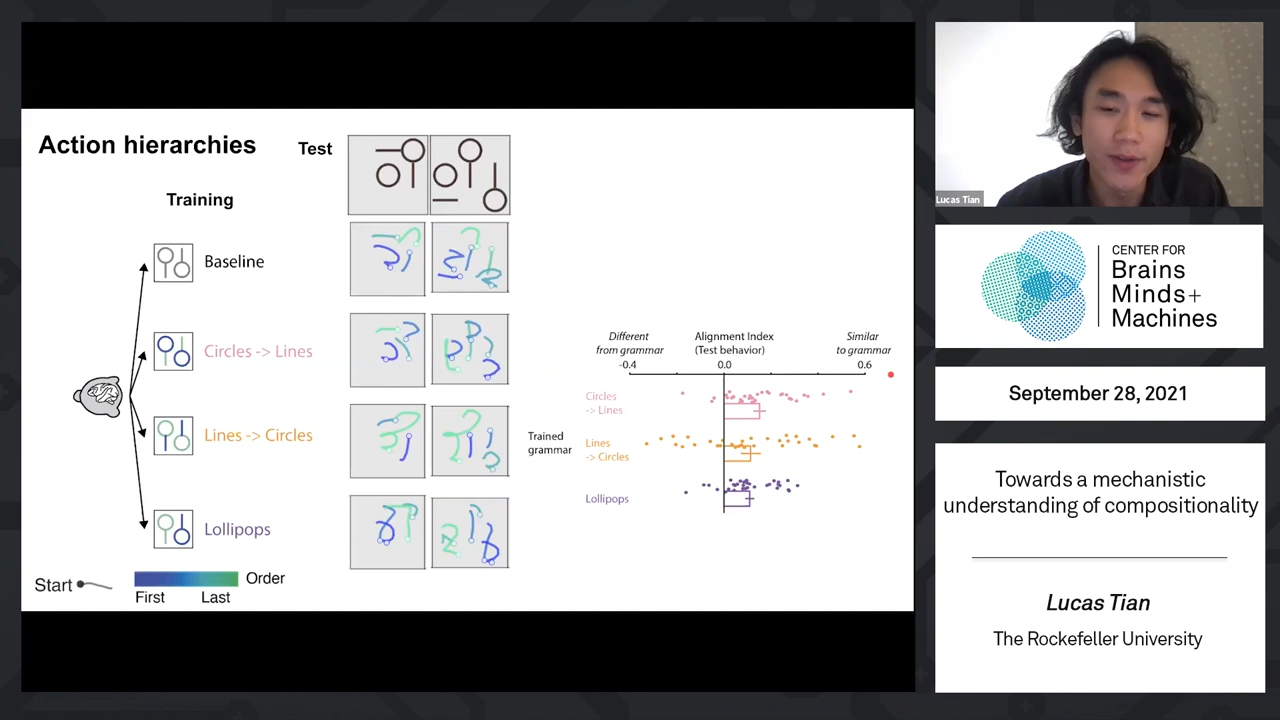 Action hierarchies
Test
Training
Baseline
Circles -> Lines
Lines -> Circles
Lollipops
Start
Order
First
Last
Different
from grammar
Alignment Index
(Test behavior)
Similar
to grammar
-0.4
0.0
0.6
Circles
-> Lines
Trained
grammar
Lines
-> Circles
Lollipops
Lucas Tian
CENTER FOR
Brains
Minds+
Machines
September 28, 2021
Towards a mechanistic
understanding of compositionality
Lucas Tian
The Rockefeller University